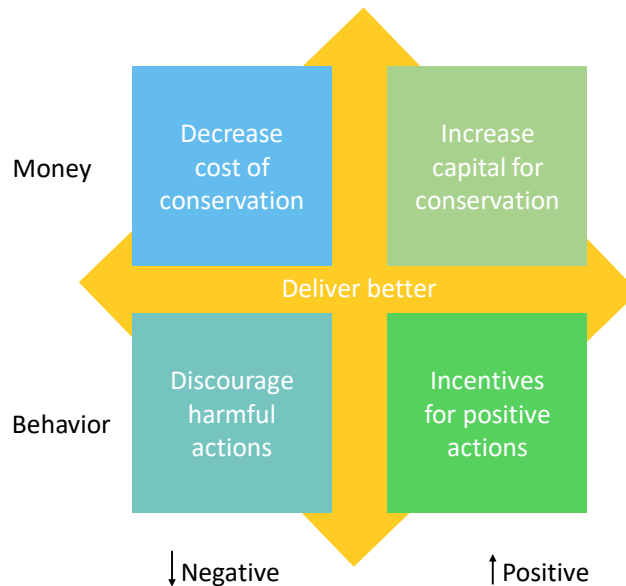 Decrease
cost of
conservation
Increase
capital for
conservation
Money
Deliver better
Discourage
harmful
actions
Incentives
for positive
actions
Behavior
↓ Negative
↑ Positive